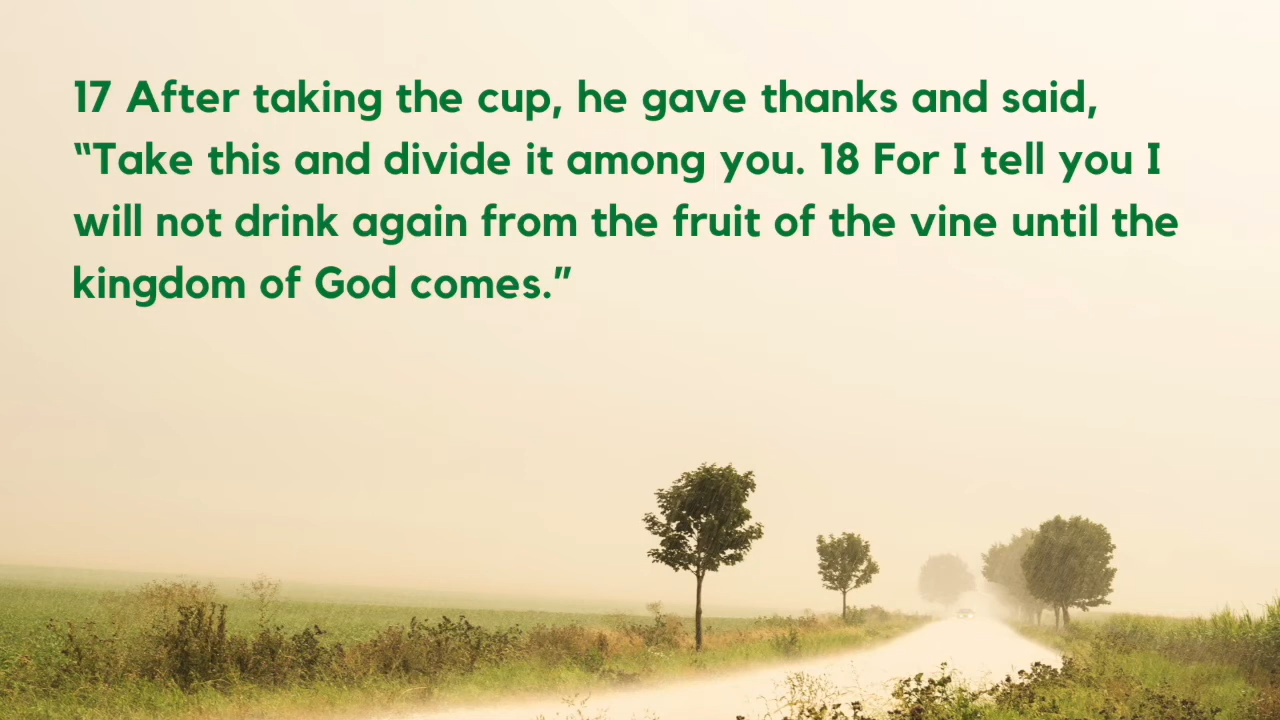 17 After taking the cup, he gave thanks and said,
“Take this and divide it among you. 18 For I tell you I
will not drink again from the fruit of the vine until the
kingdom of God comes.”